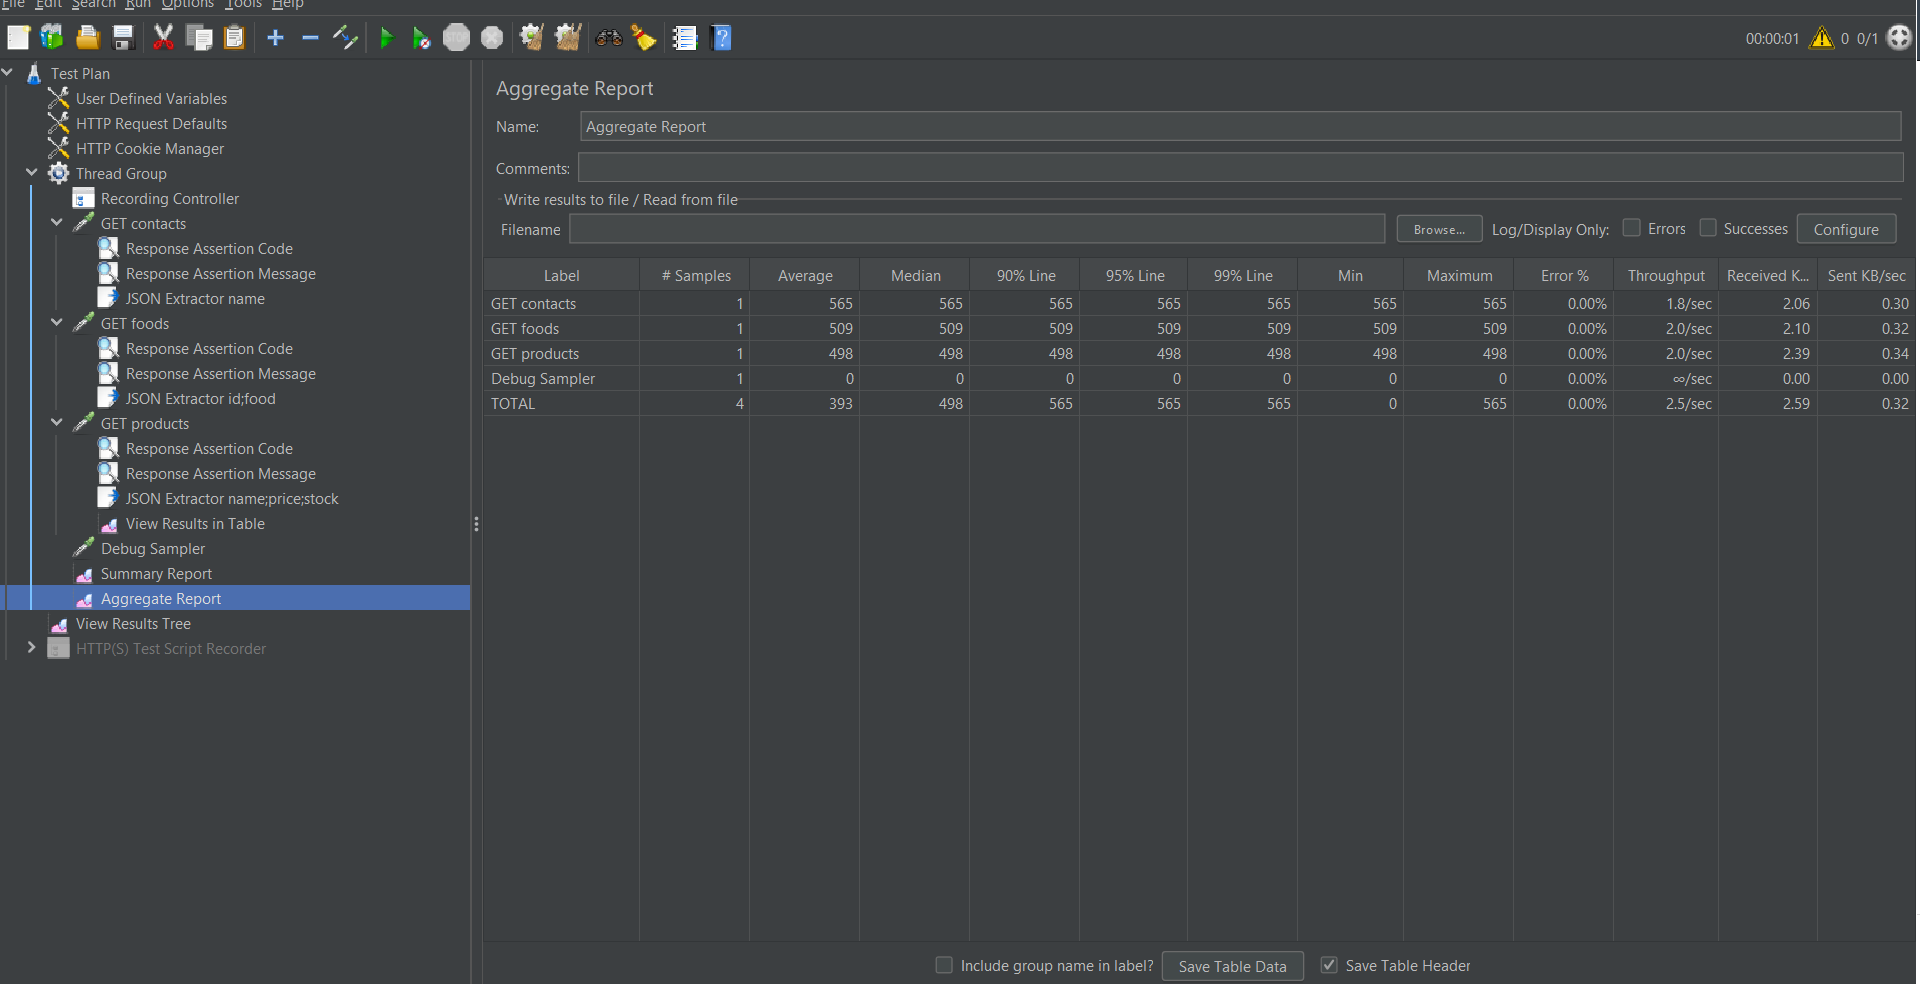 File Edit Search Run Options Tools Help
00:00:01 0 0/1
Test Plan
User Defined Variables
HTTP Request Defaults
HTTP Cookie Manager
Thread Group
Recording Controller
GET contacts
Response Assertion Code
Response Assertion Message
JSON Extractor name
GET foods
Response Assertion Code
Response Assertion Message
JSON Extractor id;food
GET products
Response Assertion Code
Response Assertion Message
JSON Extractor name;price;stock
View Results in Table
Debug Sampler
Summary Report
Aggregate Report
View Results Tree
HTTP(S) Test Script Recorder
Aggregate Report
Name: Aggregate Report
Comments:
Write results to file / Read from file
Filename Browse... Log/Display Only: Errors Successes Configure
Label # Samples Average Median 90% Line 95% Line 99% Line Min Maximum Error % Throughput Received K... Sent KB/sec
GET contacts 1 565 565 565 565 565 565 565 0.00% 1.8/sec 2.06 0.30
GET foods 1 509 509 509 509 509 509 509 0.00% 2.0/sec 2.10 0.32
GET products 1 498 498 498 498 498 498 498 0.00% 2.0/sec 2.39 0.34
Debug Sampler 1 0 0 0 0 0 0 0 0.00% ∞/sec 0.00 0.00
TOTAL 4 393 498 565 565 565 0 565 0.00% 2.5/sec 2.59 0.32
Include group name in label? Save Table Data Save Table Header